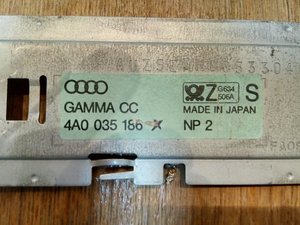 GAMMA CC
Z G634 506A S
4A0 035 186 X
MADE IN JAPAN
NP 2